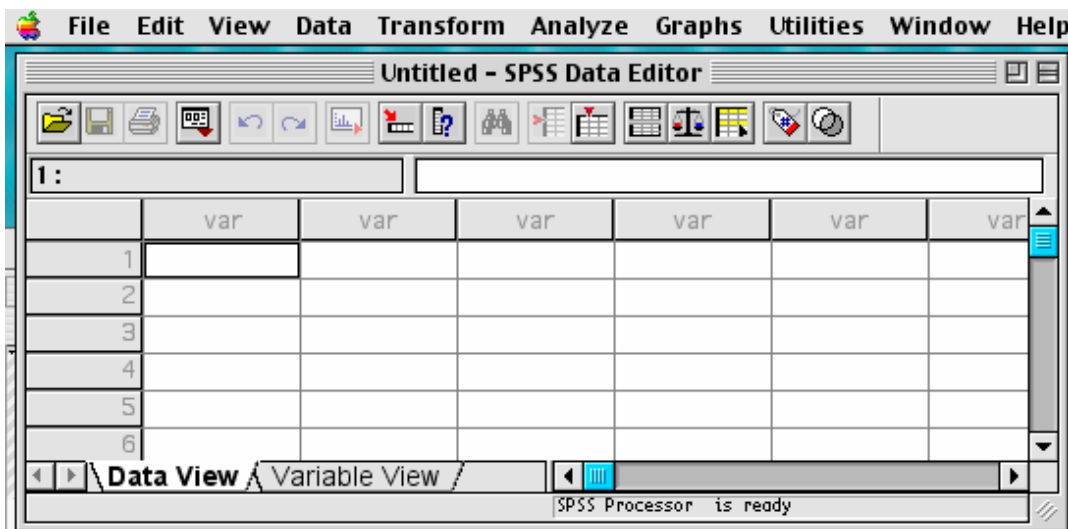 File Edit View Data Transform Analyze Graphs Utilities Window Help
Untitled - SPSS Data Editor
1 :
var var var var var var
1
2
3
4
5
6
Data View Variable View
SPSS Processor is ready